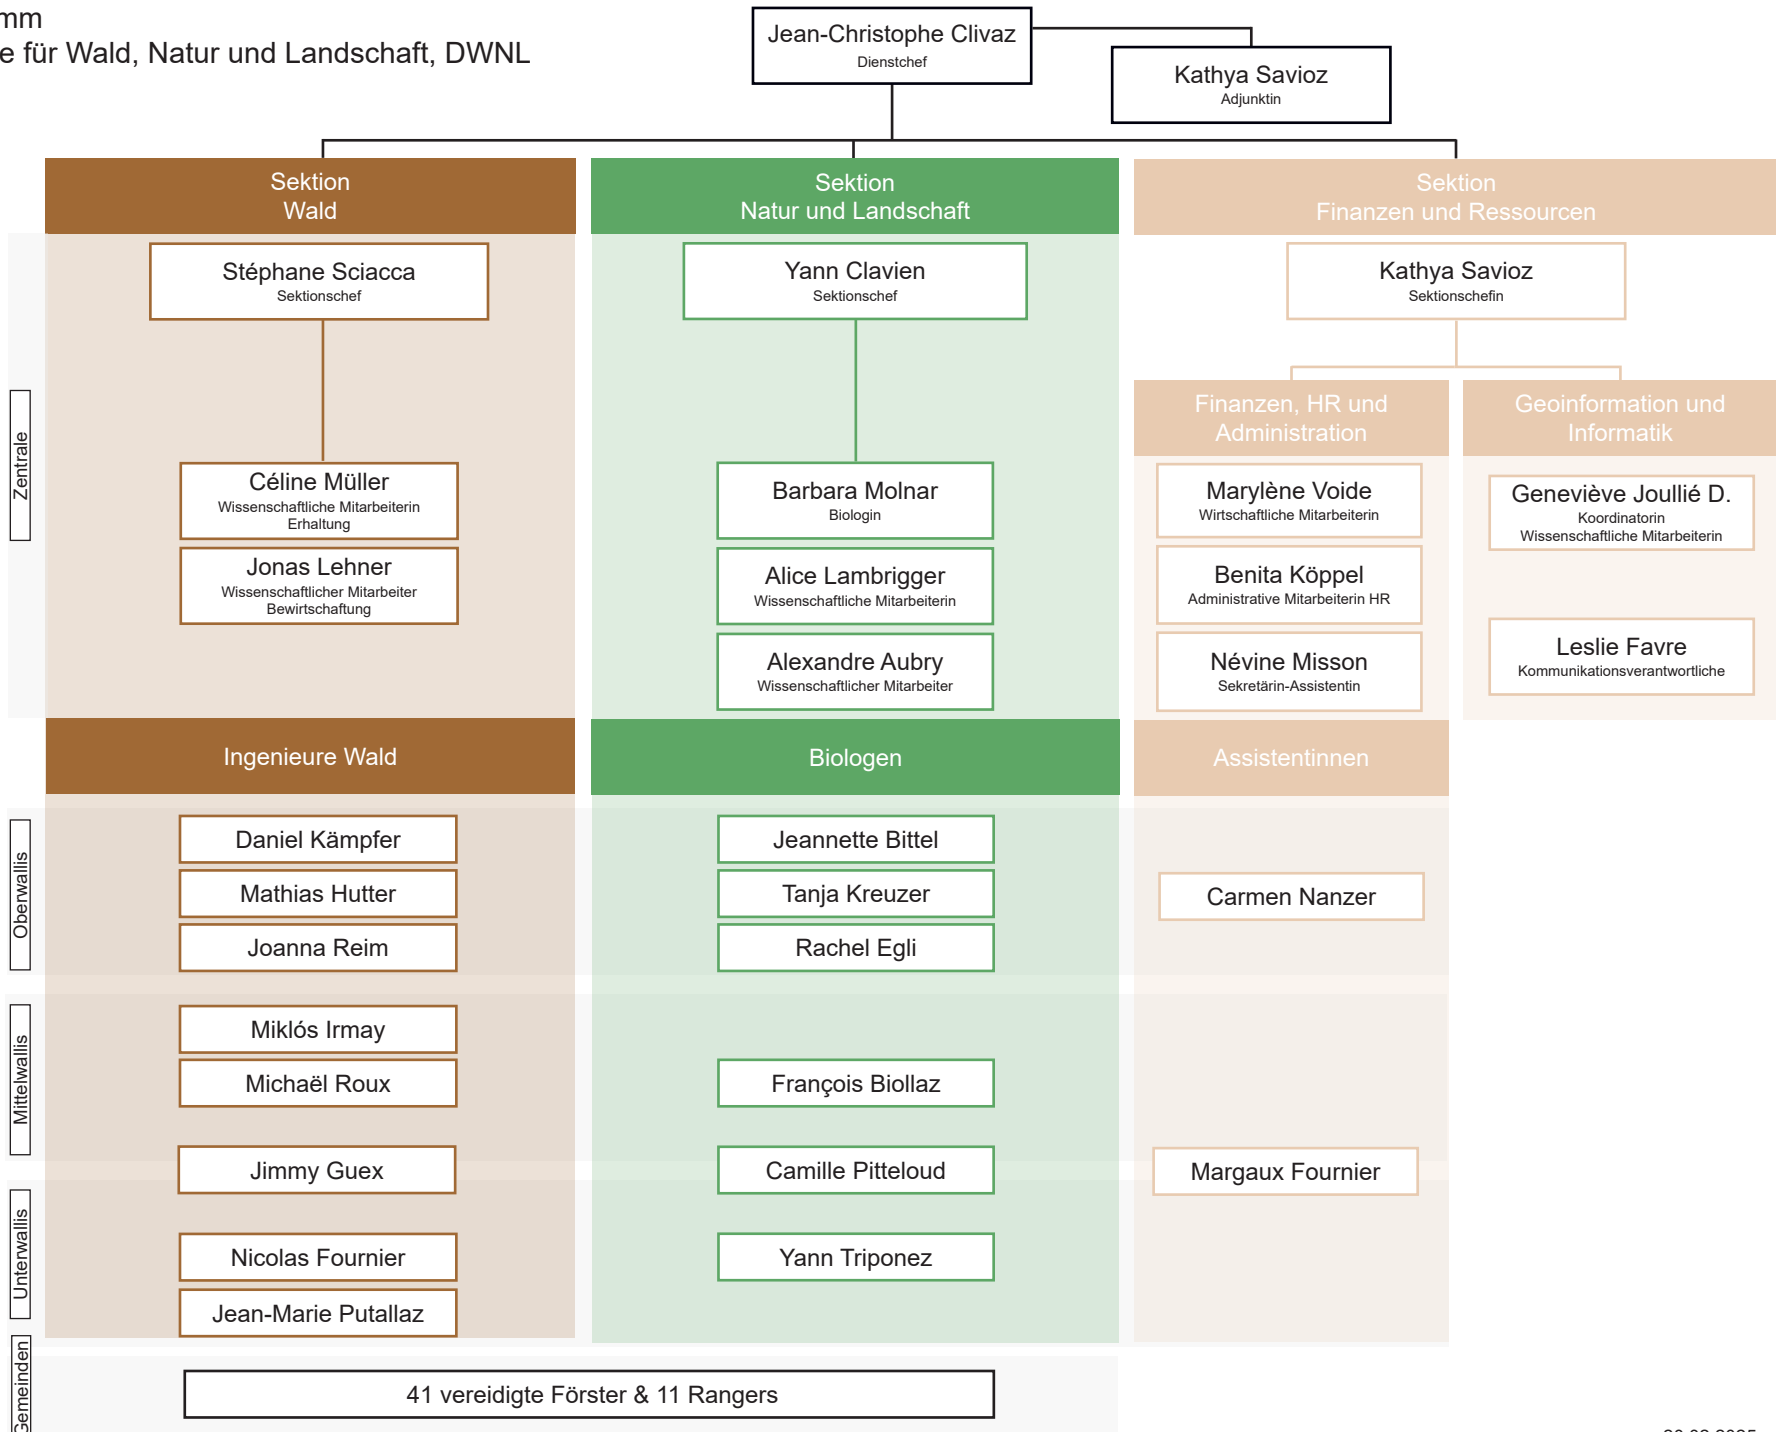 mm
e für Wald, Natur und Landschaft, DWNL
Jean-Christophe Clivaz
Dienstchef
Kathya Savioz
Adjunktin
Sektion
Wald
Sektion
Natur und Landschaft
Sektion
Finanzen und Ressourcen
Zentrale
Stéphane Sciacca
Sektionschef
Yann Clavien
Sektionschef
Kathya Savioz
Sektionschefin
Finanzen, HR und
Administration
Geoinformation und
Informatik
Céline Müller
Wissenschaftliche Mitarbeiterin
Erhaltung
Jonas Lehner
Wissenschaftlicher Mitarbeiter
Bewirtschaftung
Barbara Molnar
Biologin
Alice Lambrigger
Wissenschaftliche Mitarbeiterin
Alexandre Aubry
Wissenschaftlicher Mitarbeiter
Marylène Voide
Wirtschaftliche Mitarbeiterin
Benita Köppel
Administrative Mitarbeiterin HR
Névine Misson
Sekretärin-Assistentin
Geneviève Joullié D.
Koordinatorin
Wissenschaftliche Mitarbeiterin
Leslie Favre
Kommunikationsverantwortliche
Ingenieure Wald
Biologen
Assistentinnen
Oberwallis
Daniel Kämpfer
Mathias Hutter
Joanna Reim
Jeannette Bittel
Tanja Kreuzer
Rachel Egli
Carmen Nanzer
Mittelwallis
Miklós Irmay
Michaël Roux
François Biollaz
Jimmy Guex
Camille Pitteloud
Margaux Fournier
Unterwallis
Nicolas Fournier
Jean-Marie Putallaz
Yann Triponez
Gemeinden
41 vereidigte Förster & 11 Rangers